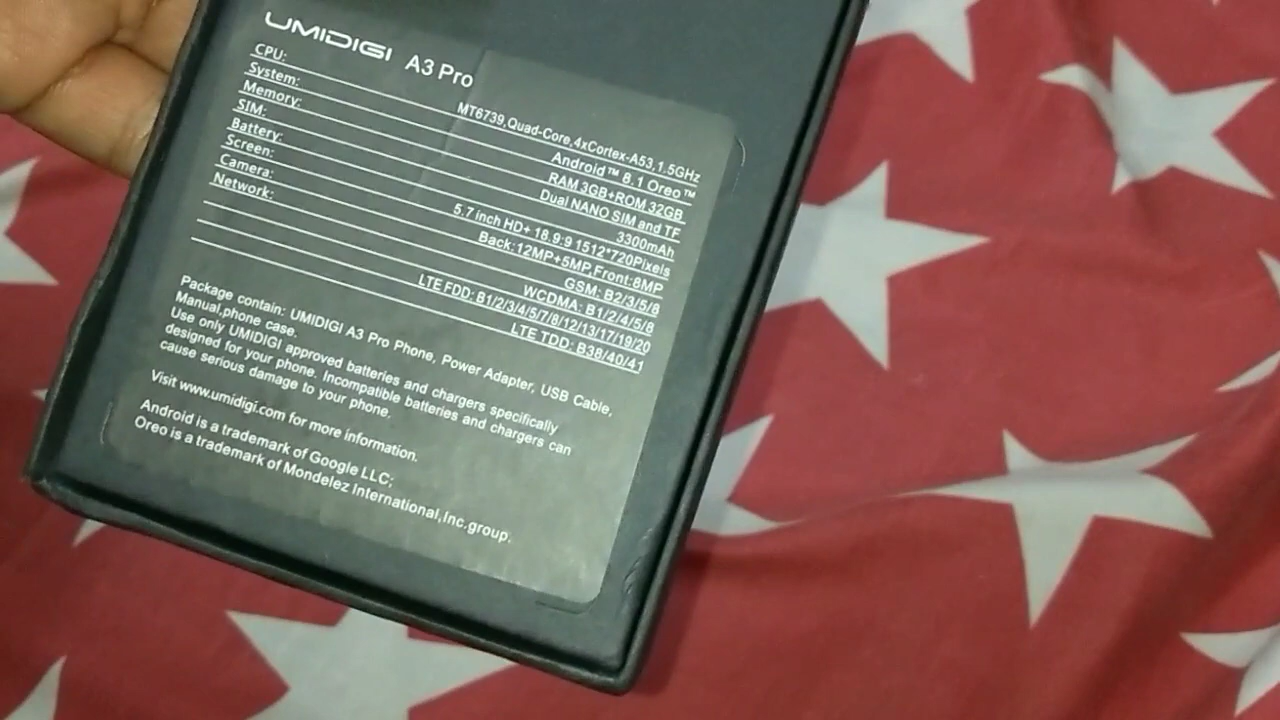 UMIDIGI A3 Pro
CPU: MT6739,Quad-Core,4xCortex-A53,1.5GHz
System: Android™ 8.1 Oreo™
Memory: RAM 3GB+ROM 32GB
SIM: Dual NANO SIM and TF
Battery: 3300mAh
Screen: 5.7 inch HD+ 18.9:9 1512*720Pixels
Camera: Back:12MP+5MP,Front:8MP
Network: GSM: B2/3/5/8
WCDMA: B1/2/4/5/8
LTE FDD: B1/2/3/4/5/7/8/12/13/17/19/20
LTE TDD: B38/40/41
Package contain: UMIDIGI A3 Pro Phone, Power Adapter, USB Cable,
Manual,phone case.
Use only UMIDIGI approved batteries and chargers specifically
designed for your phone. Incompatible batteries and chargers can
cause serious damage to your phone.
Visit www.umidigi.com for more information.
Android is a trademark of Google LLC;
Oreo is a trademark of Mondelez International,Inc.group.